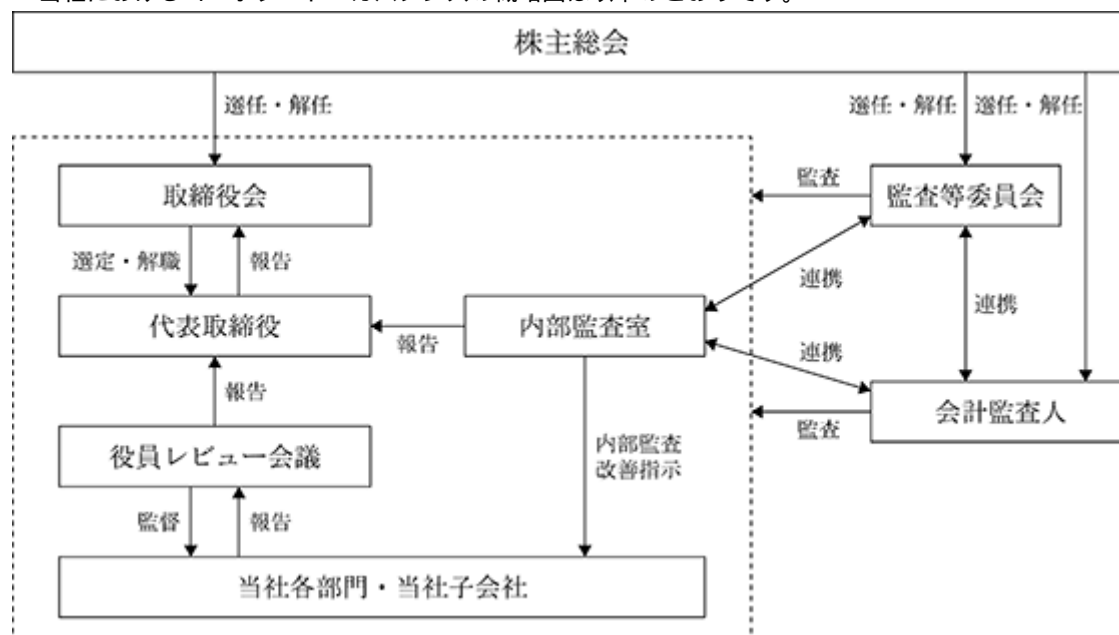 株主総会
選任・解任
選任・解任
選任・解任
取締役会
監査
監査等委員会
選定・解職
報告
連携
代表取締役
報告
内部監査室
連携
連携
報告
監査
会計監査人
役員レビュー会議
内部監査
改善指示
監督
報告
当社各部門・当社子会社